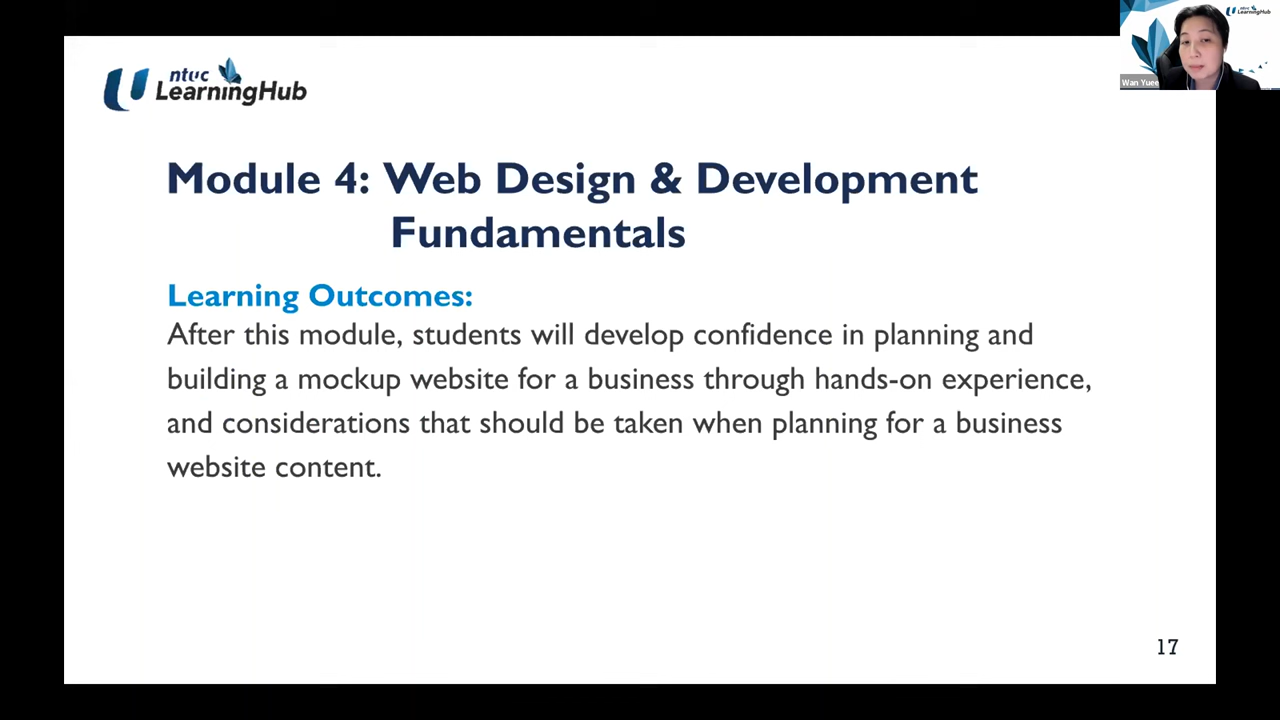 ntuc
LearningHub
ntuc
LearningHub
Wan Yuee
Module 4: Web Design & Development
Fundamentals
Learning Outcomes:
After this module, students will develop confidence in planning and
building a mockup website for a business through hands-on experience,
and considerations that should be taken when planning for a business
website content.
17